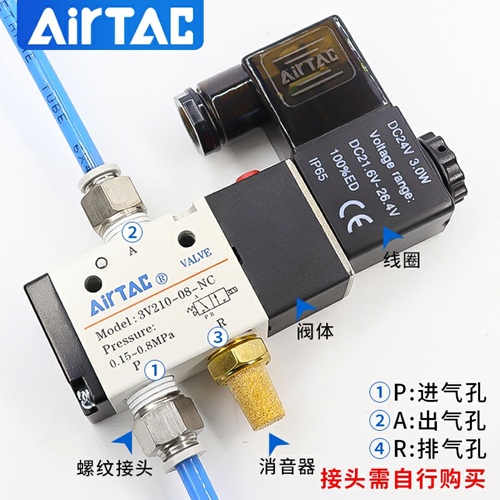 AirTAC
TUBE
AirTAC
DC24V 3.0W
Voltage range:
DC21.6V-26.4V
100%ED
IP65
CE
线圈
②
A
VALVE
AirTAC®
Model: 3V210-08-NC
Pressure:
0.15-0.8MPa
A
P R
P
R
①
③
阀体
螺纹接头
消音器
①P:进气孔
②A:出气孔
④R:排气孔
接头需自行购买